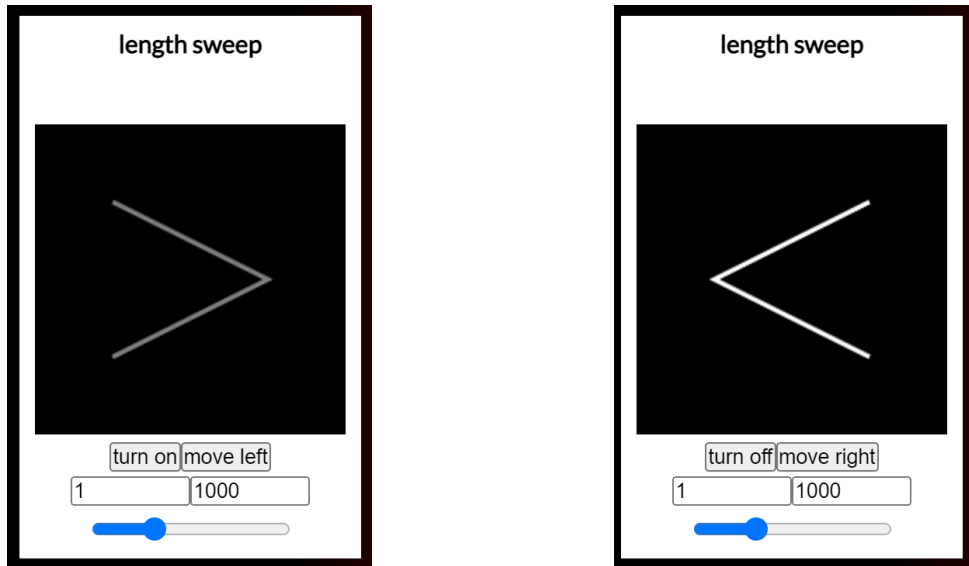 length sweep
turn on move left
1 1000
length sweep
turn off move right
1 1000